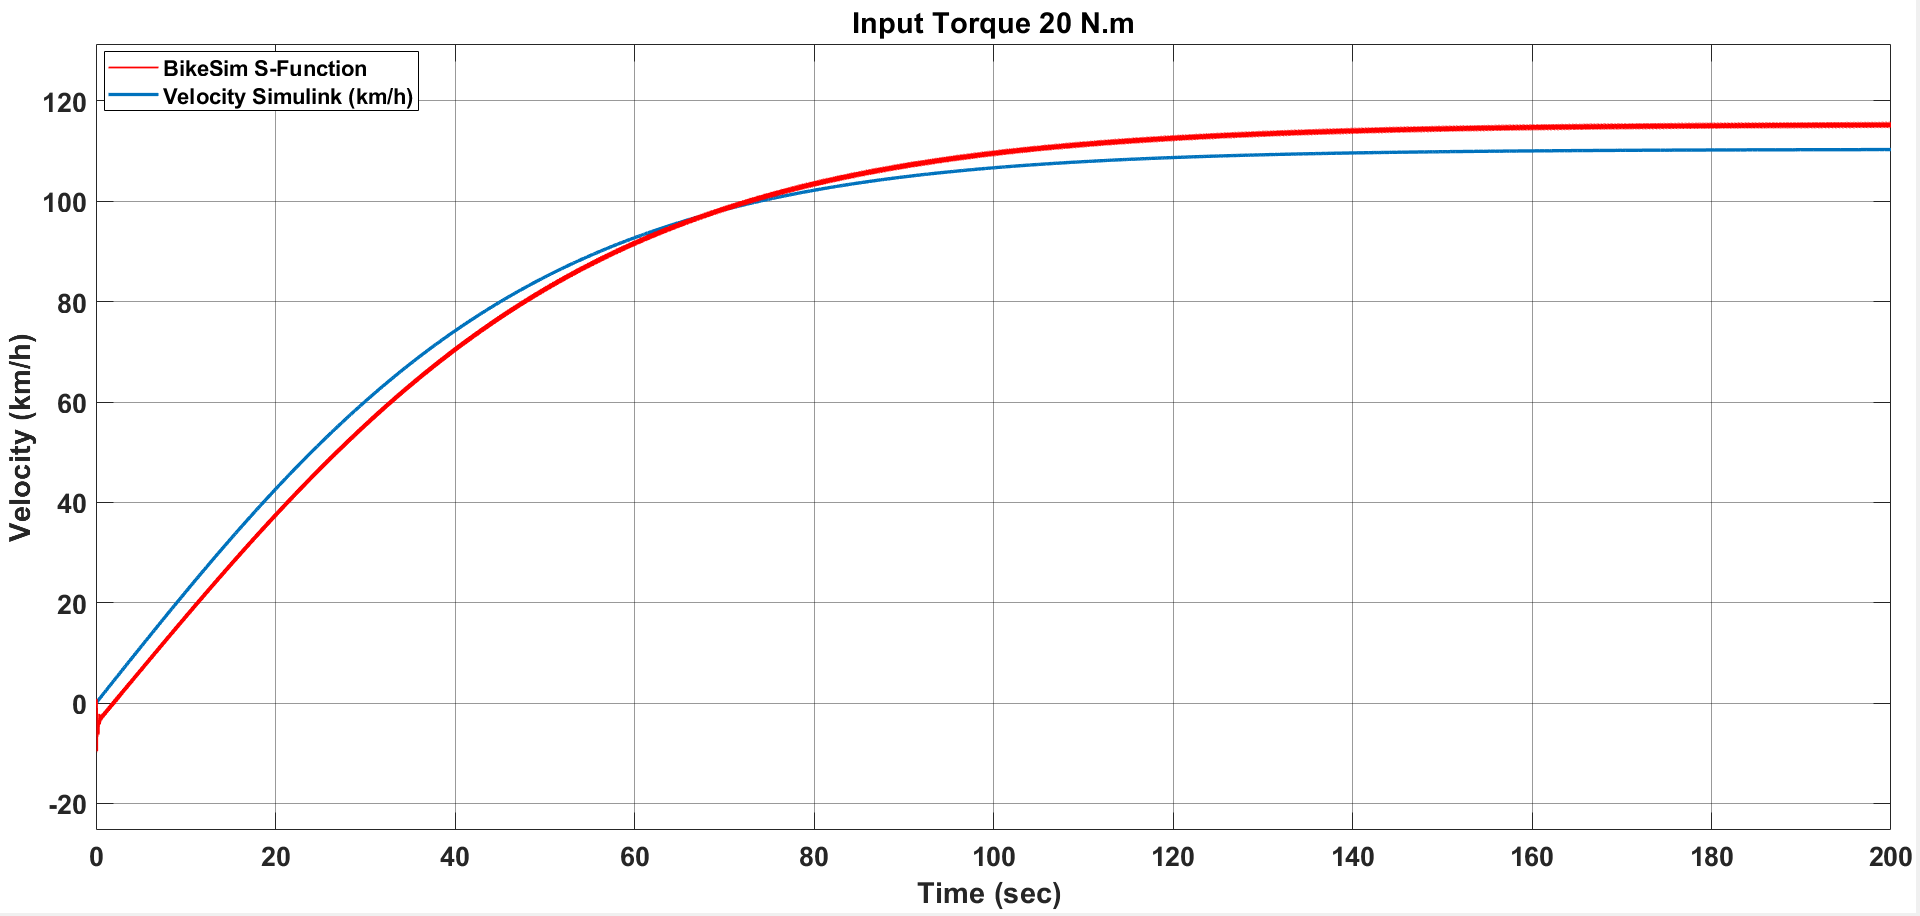 Input Torque 20 N.m
BikeSim S-Function
Velocity Simulink (km/h)
120
100
80
60
40
20
0
-20
Velocity (km/h)
0 20 40 60 80 100 120 140 160 180 200
Time (sec)